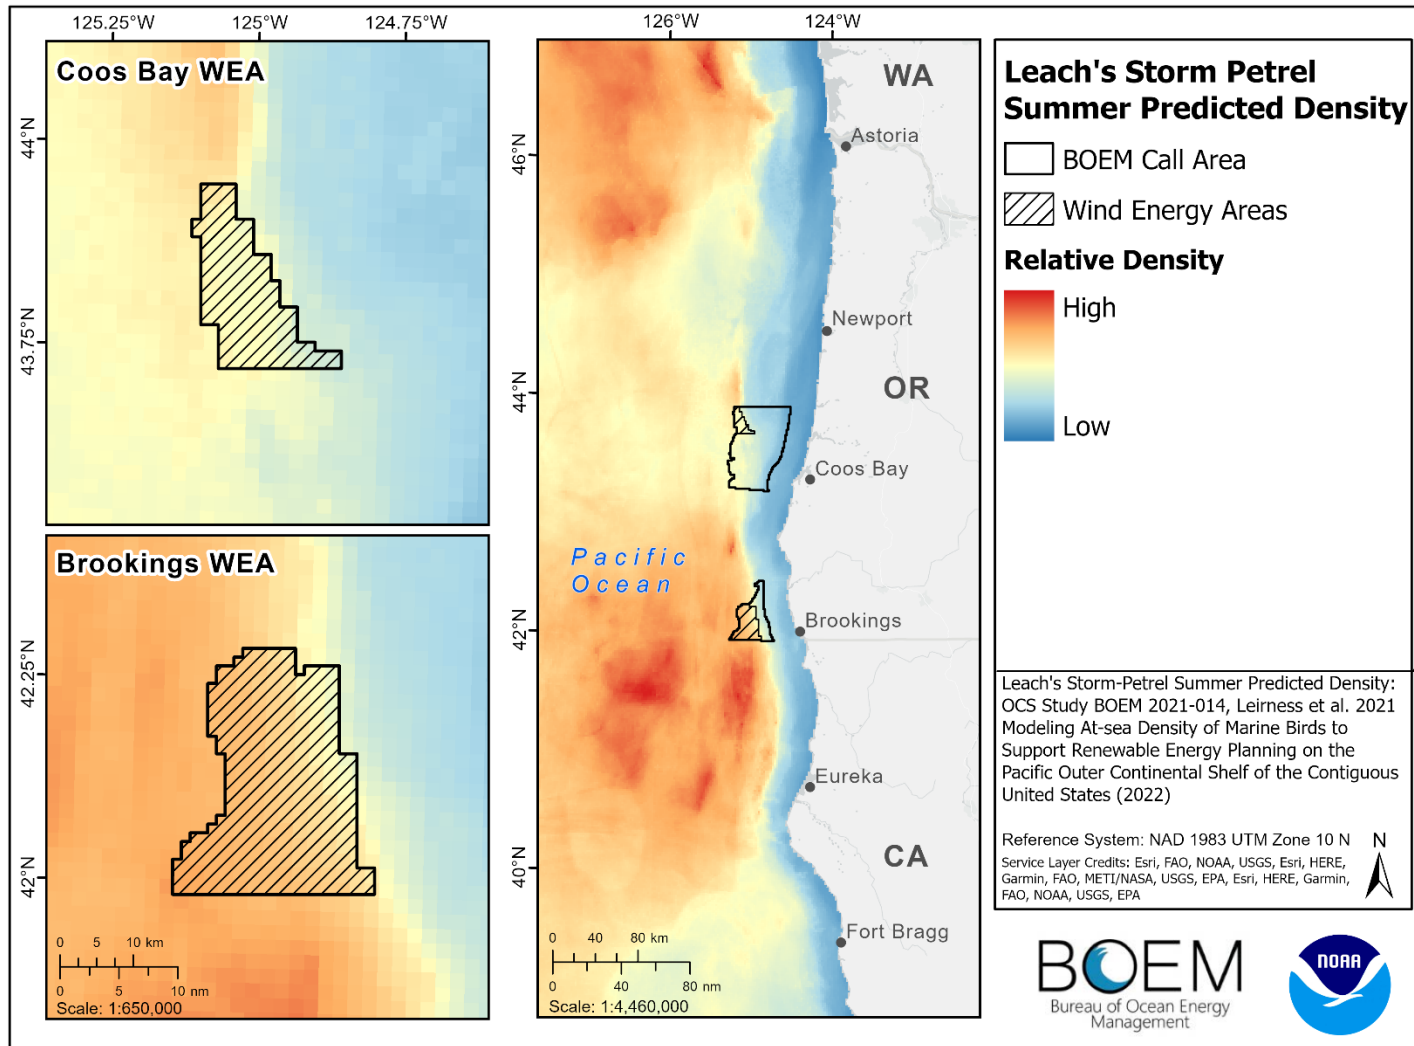 125.25°W
125°W
124.75°W
126°W
124°W
Coos Bay WEA
44°N
43.75°N
Brookings WEA
42.25°N
42°N
0 5 10 km
0 5 10 nm
Scale: 1:650,000
46°N
44°N
42°N
40°N
WA
Astoria
Newport
OR
Coos Bay
Pacific
Ocean
Brookings
Eureka
CA
Fort Bragg
0 40 80 km
0 40 80 nm
Scale: 1:4,460,000
Leach's Storm Petrel
Summer Predicted Density
BOEM Call Area
Wind Energy Areas
Relative Density
High
Low
Leach's Storm-Petrel Summer Predicted Density:
OCS Study BOEM 2021-014, Leirness et al. 2021
Modeling At-sea Density of Marine Birds to
Support Renewable Energy Planning on the
Pacific Outer Continental Shelf of the Contiguous
United States (2022)
Reference System: NAD 1983 UTM Zone 10 N
N
Service Layer Credits: Esri, FAO, NOAA, USGS, Esri, HERE,
Garmin, FAO, METI/NASA, USGS, EPA, Esri, HERE, Garmin,
FAO, NOAA, USGS, EPA
BOEM
Bureau of Ocean Energy
Management
NOAA